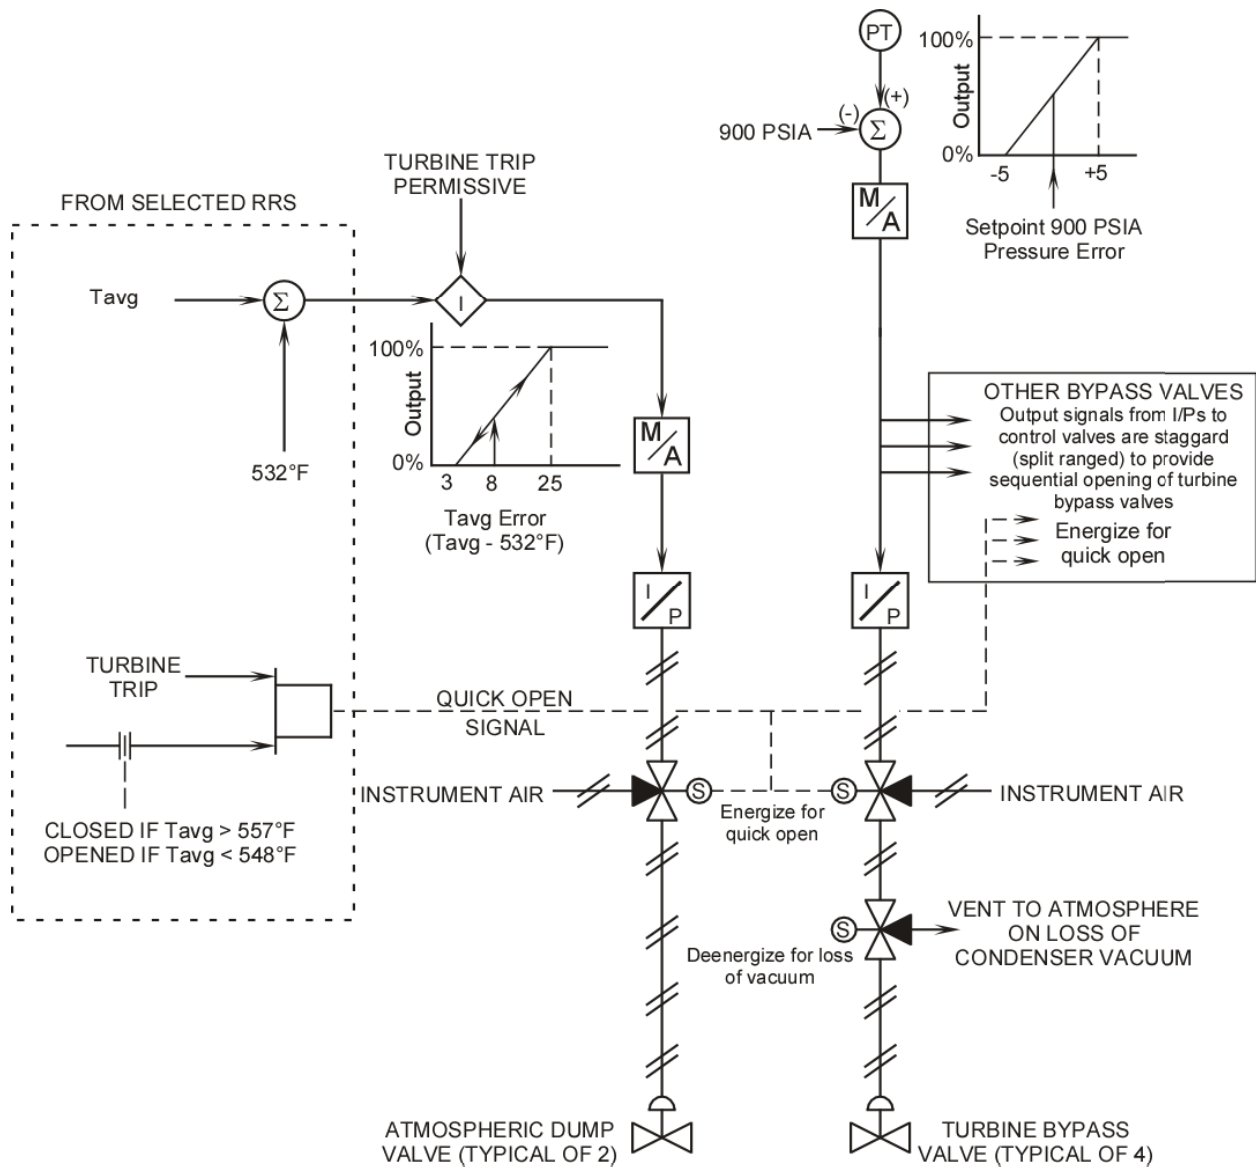 PT
100%
Output
0%
-5
+5
Setpoint 900 PSIA
Pressure Error
(-)
(+)
900 PSIA
Σ
M/A
TURBINE TRIP
PERMISSIVE
FROM SELECTED RRS
Tavg
Σ
I
532°F
100%
Output
0%
3
8
25
Tavg Error
(Tavg - 532°F)
M/A
OTHER BYPASS VALVES
Output signals from I/Ps to
control valves are staggard
(split ranged) to provide
sequential opening of turbine
bypass valves
Energize for
quick open
I/P
I/P
TURBINE
TRIP
QUICK OPEN
SIGNAL
INSTRUMENT AIR
S
S
INSTRUMENT AIR
Energize for
quick open
CLOSED IF Tavg > 557°F
OPENED IF Tavg < 548°F
S
VENT TO ATMOSPHERE
ON LOSS OF
CONDENSER VACUUM
Deenergize for loss
of vacuum
ATMOSPHERIC DUMP
VALVE (TYPICAL OF 2)
TURBINE BYPASS
VALVE (TYPICAL OF 4)